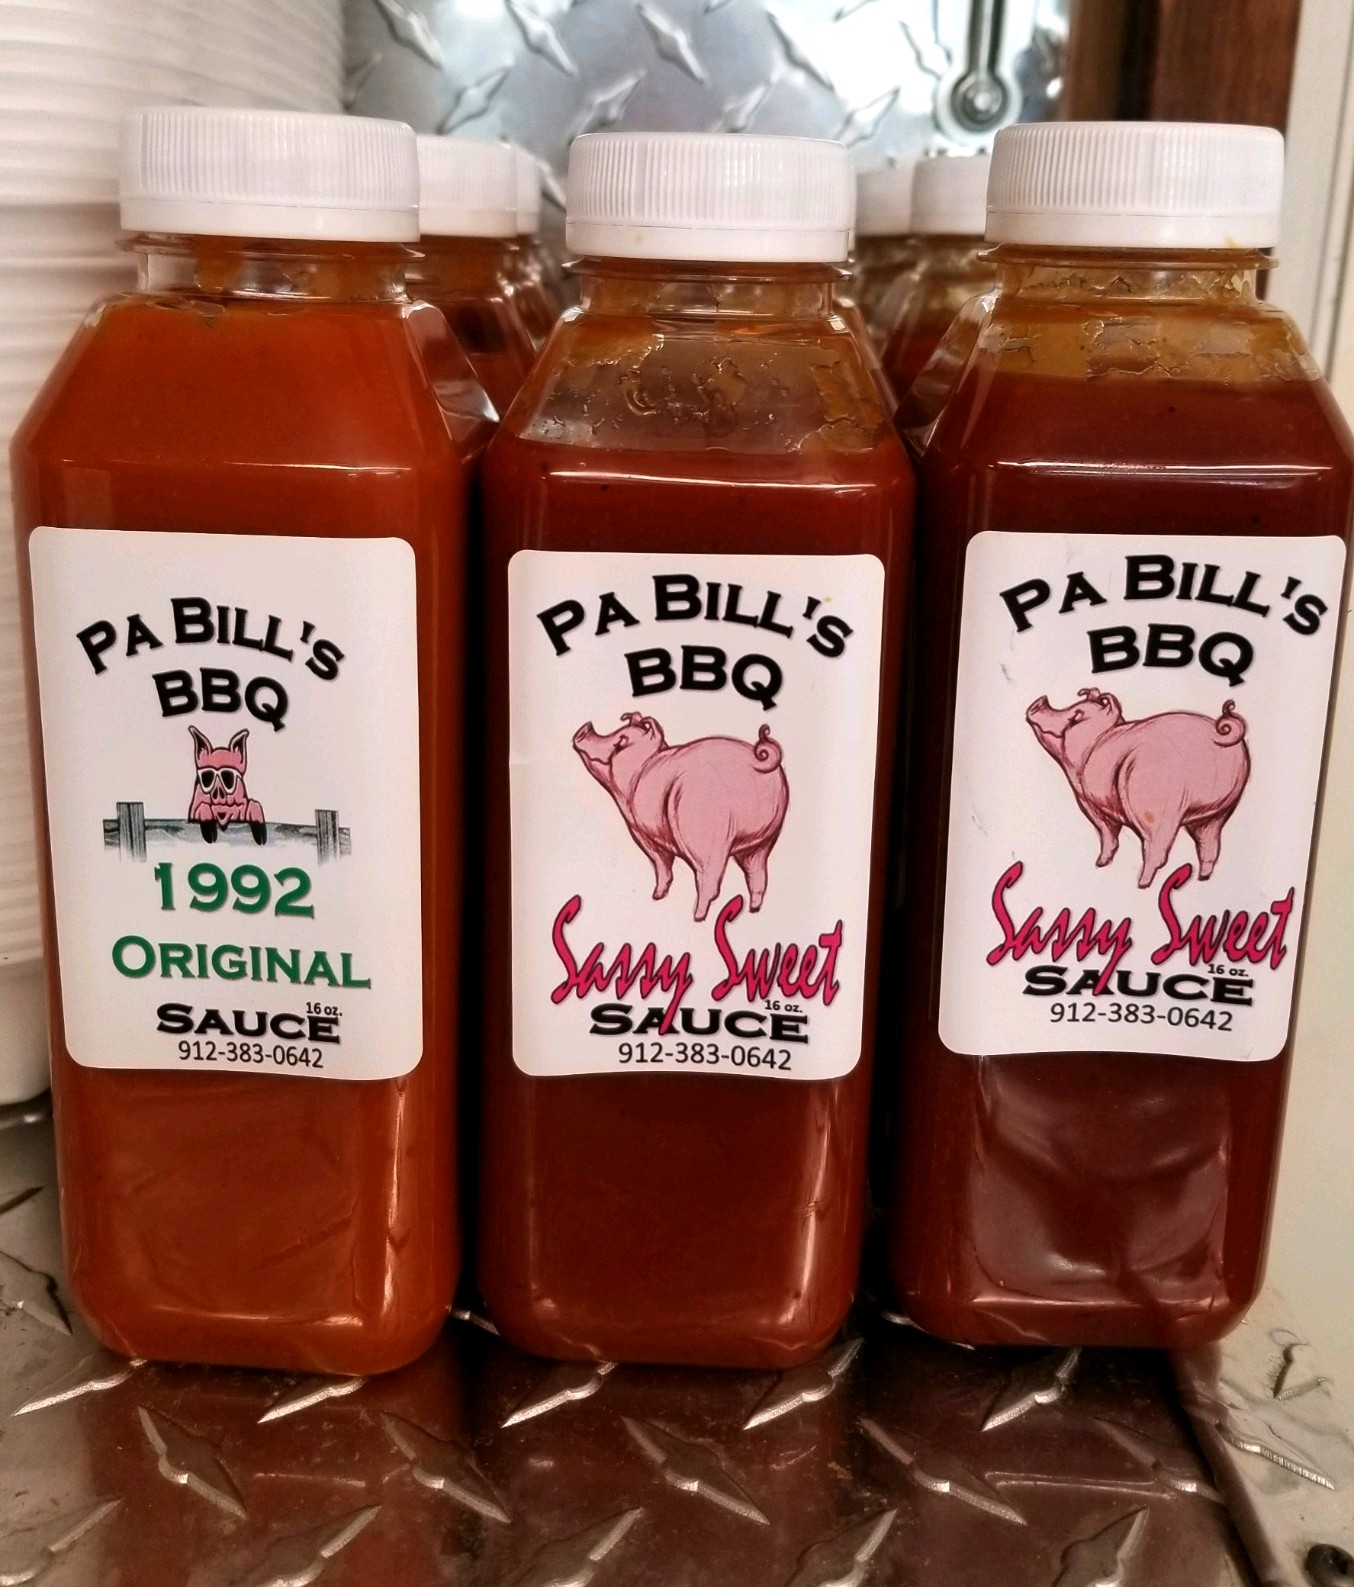 PA BILL'S
BBQ
1992
ORIGINAL
16 oz.
SAUCE
912-383-0642
PA BILL'S
BBQ
Sassy Sweet
16 oz.
SAUCE
912-383-0642
PA BILL'S
BBQ
Sassy Sweet
16 oz.
SAUCE
912-383-0642